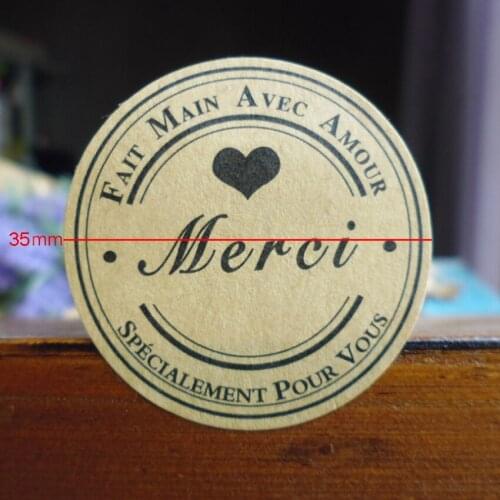 Fait Main Avec Amour
35mm
• Merci •
Spécialement Pour Vous